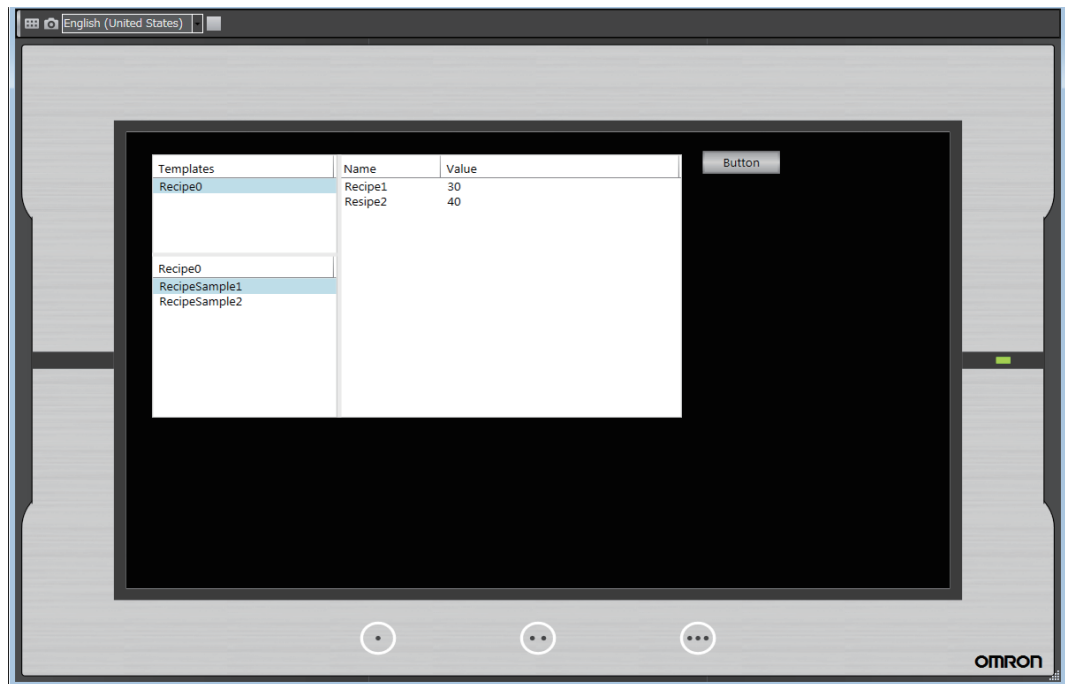 English (United States)
Templates
Name Value
Button
Recipe0
Recipe1 30
Resipe2 40
Recipe0
RecipeSample1
RecipeSample2
OMRON